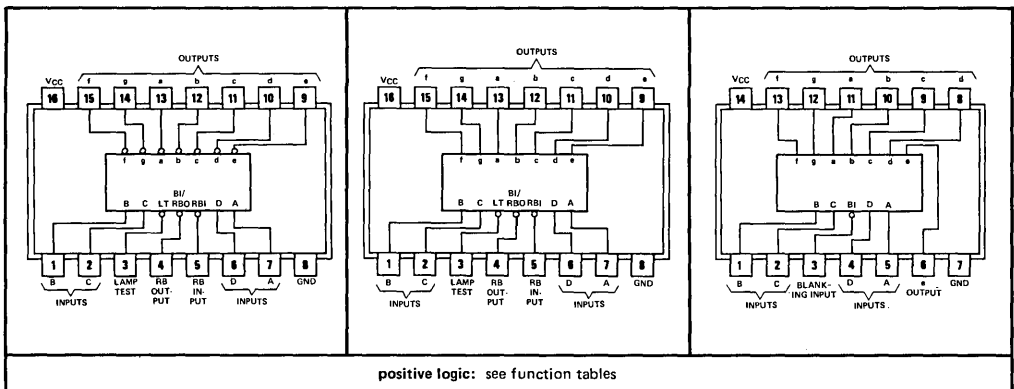 OUTPUTS
VCC f g a b c d e
16 15 14 13 12 11 10 9
f g a b c d e
BI/
B C LT RBO RBI D A
1 2 3 4 5 6 7 8
B C LAMP TEST RB OUT- PUT RB IN- PUT D A GND
INPUTS INPUTS
OUTPUTS
VCC f g a b c d e
16 15 14 13 12 11 10 9
f g a b c d e
BI/
B C LT RBO RBI D A
1 2 3 4 5 6 7 8
B C LAMP TEST RB OUT- PUT RB IN- PUT D A GND
INPUTS INPUTS
OUTPUTS
VCC f g a b c d
14 13 12 11 10 9 8
f g a b c d e
B C BI D A
1 2 3 4 5 6 7
B C BLANK- ING INPUT D A e OUTPUT GND
INPUTS INPUTS .
positive logic: see function tables